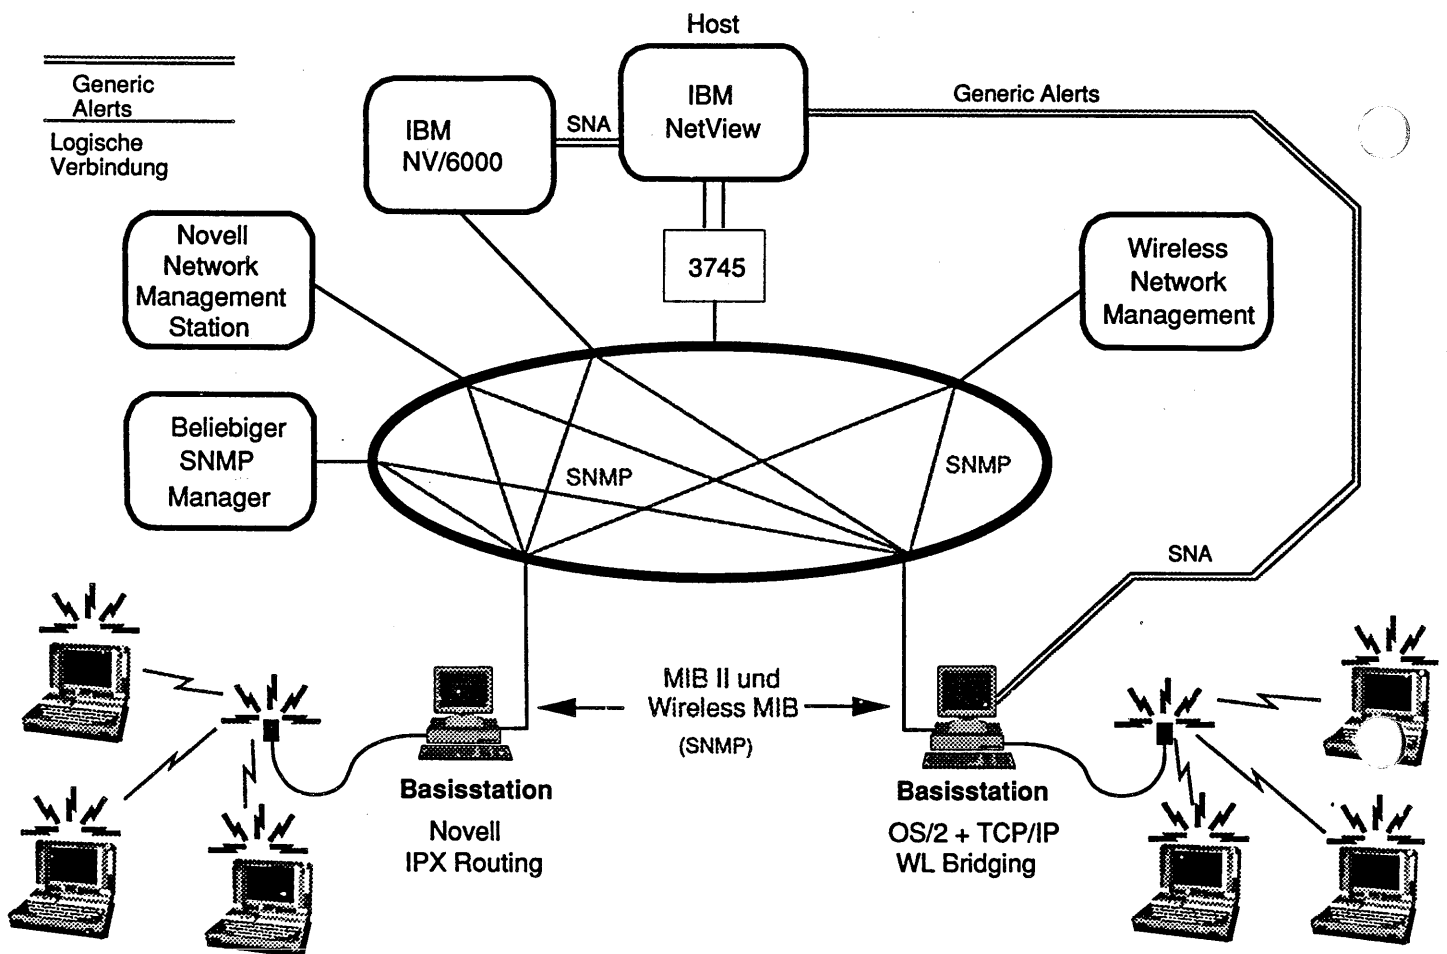 Host
Generic
Alerts
Logische
Verbindung
IBM
NV/6000
SNA
IBM
NetView
Generic Alerts
3745
Novell
Network
Management
Station
Wireless
Network
Management
Beliebiger
SNMP
Manager
SNMP
SNMP
SNA
MIB II und
Wireless MIB
(SNMP)
Basisstation
Novell
IPX Routing
Basisstation
OS/2 + TCP/IP
WL Bridging